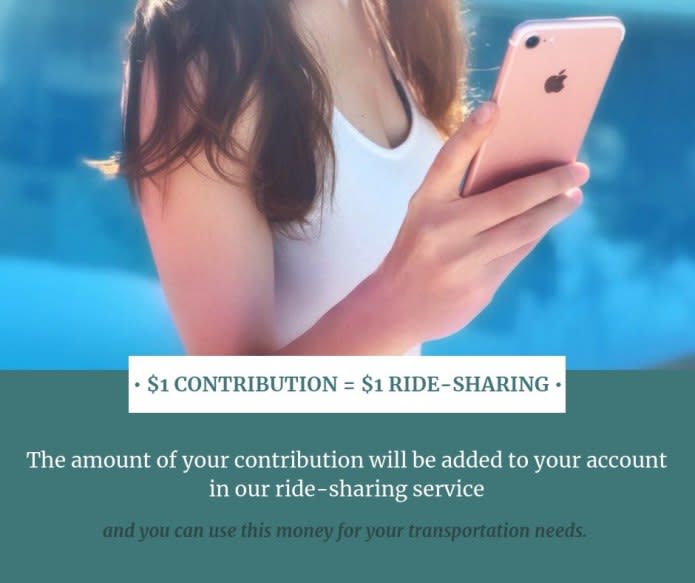 • $1 CONTRIBUTION = $1 RIDE-SHARING •
The amount of your contribution will be added to your account
in our ride-sharing service
and you can use this money for your transportation needs.